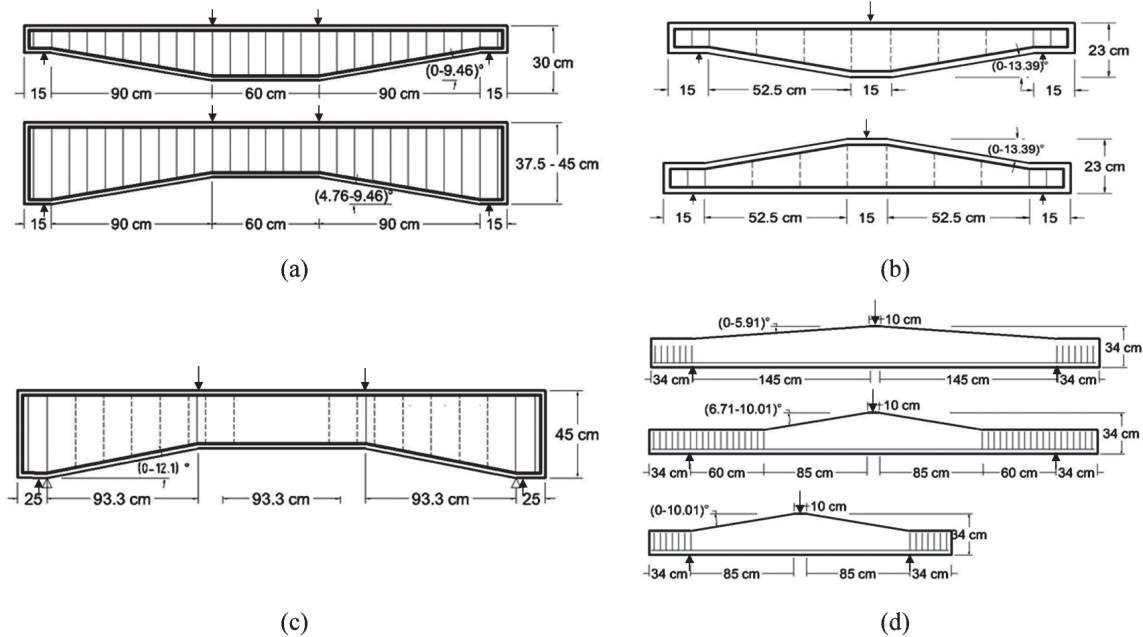 (0-9.46)°
30 cm
15 90 cm 60 cm 90 cm 15
37.5 - 45 cm
(4.76-9.46)°
15 90 cm 60 cm 90 cm 15
(a)
(0-13.39)°
23 cm
15 52.5 cm 15 52.5 cm 15
(0-13.39)°
23 cm
15 52.5 cm 15 52.5 cm 15
(b)
45 cm
(0-12.1) °
25 93.3 cm 93.3 cm 93.3 cm 25
(c)
10 cm
(0-5.91)°
34 cm
34 cm 145 cm 145 cm 34 cm
10 cm
(6.71-10.01)°
34 cm
34 cm 60 cm 85 cm 85 cm 60 cm 34 cm
10 cm
(0-10.01)°
34 cm
34 cm 85 cm 85 cm 34 cm
(d)